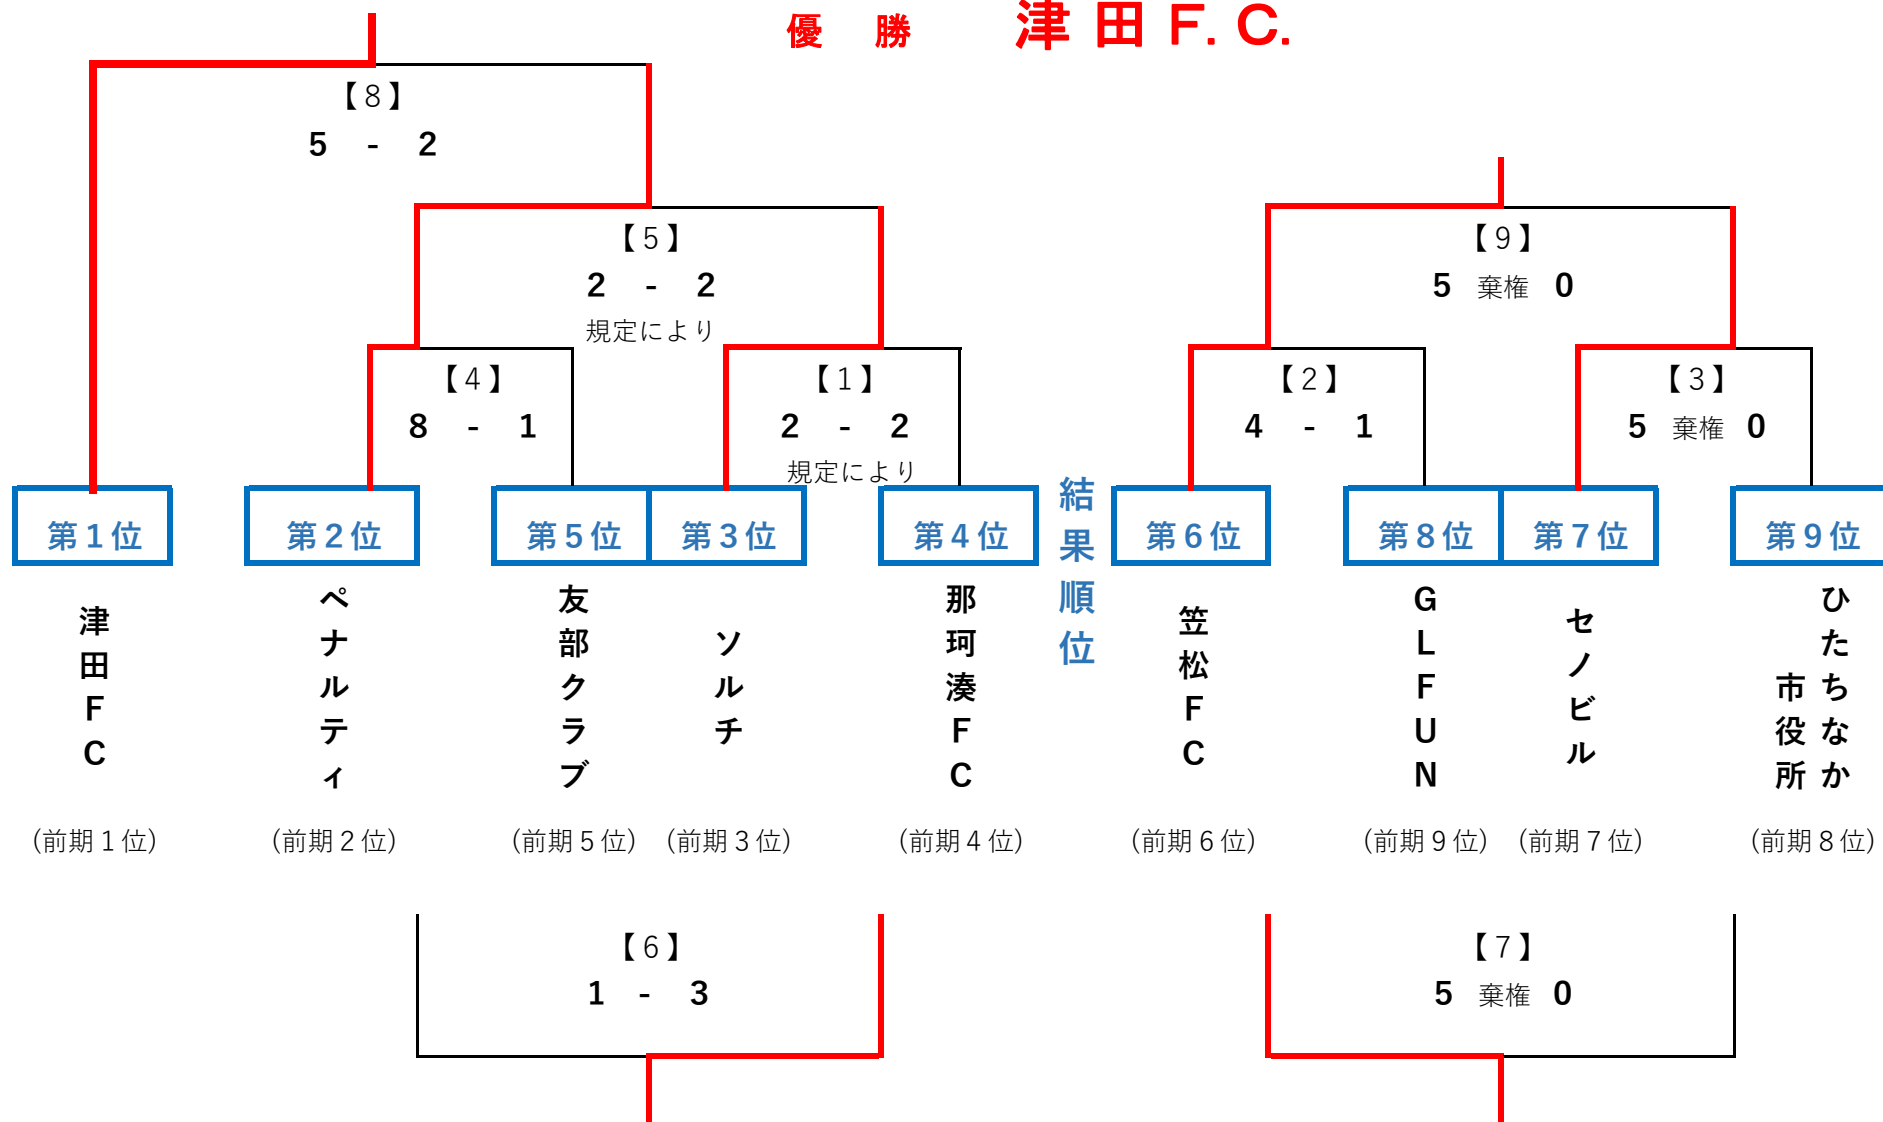 優 勝 津田F.C.
【8】
5 - 2
【5】
2 - 2
規定により
【9】
5 棄権 0
【4】
8 - 1
【1】
2 - 2
規定により
【2】
4 - 1
【3】
5 棄権 0
第1位
第2位
第5位
第3位
第4位
結果順位
第6位
第8位
第7位
第9位
津田FC
ペナルティ
友部クラブ
ソルチ
那珂湊FC
笠松FC
GLFUN
セノビル
ひたちなか
市役所
(前期1位)
(前期2位)
(前期5位)
(前期3位)
(前期4位)
(前期6位)
(前期9位)
(前期7位)
(前期8位)
【6】
1 - 3
【7】
5 棄権 0